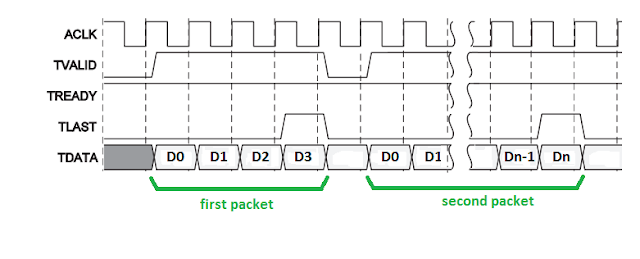 ACLK
TVALID
TREADY
TLAST
TDATA D0 D1 D2 D3 D0 D1 Dn-1 Dn
first packet second packet